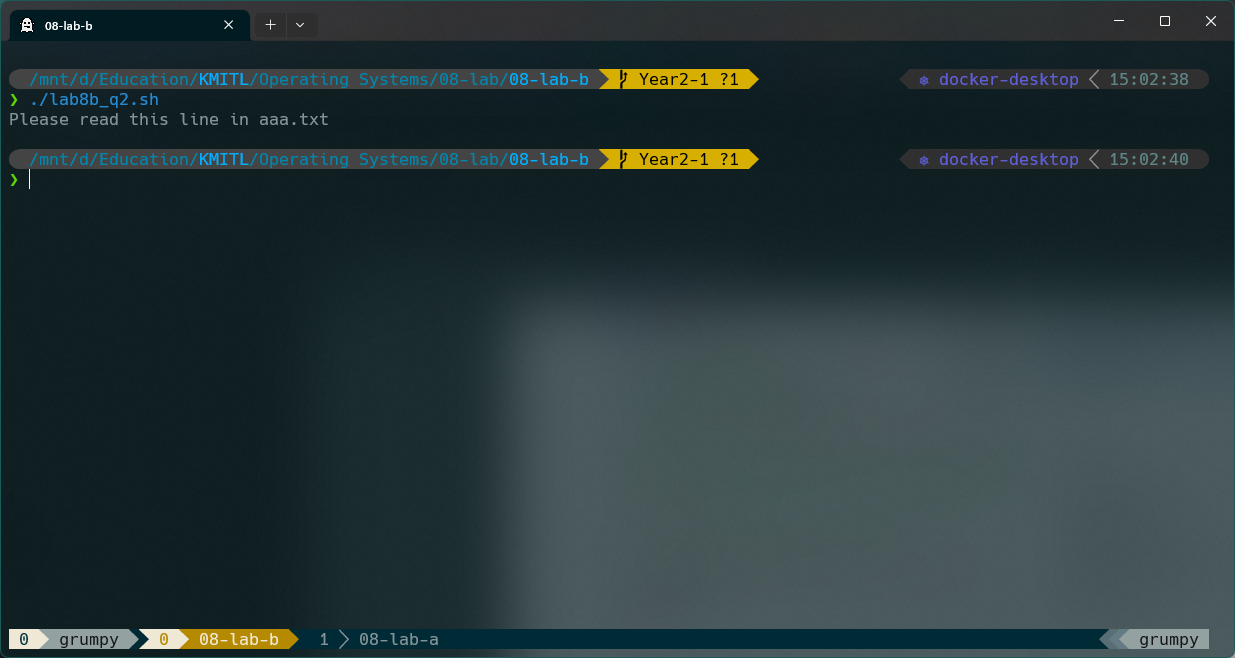 08-lab-b
/mnt/d/Education/KMITL/Operating Systems/08-lab/08-lab-b Year2-1 ?1 docker-desktop 15:02:38
❯ ./lab8b_q2.sh
Please read this line in aaa.txt
/mnt/d/Education/KMITL/Operating Systems/08-lab/08-lab-b Year2-1 ?1 docker-desktop 15:02:40
❯
0 grumpy 0 08-lab-b 1 08-lab-a grumpy